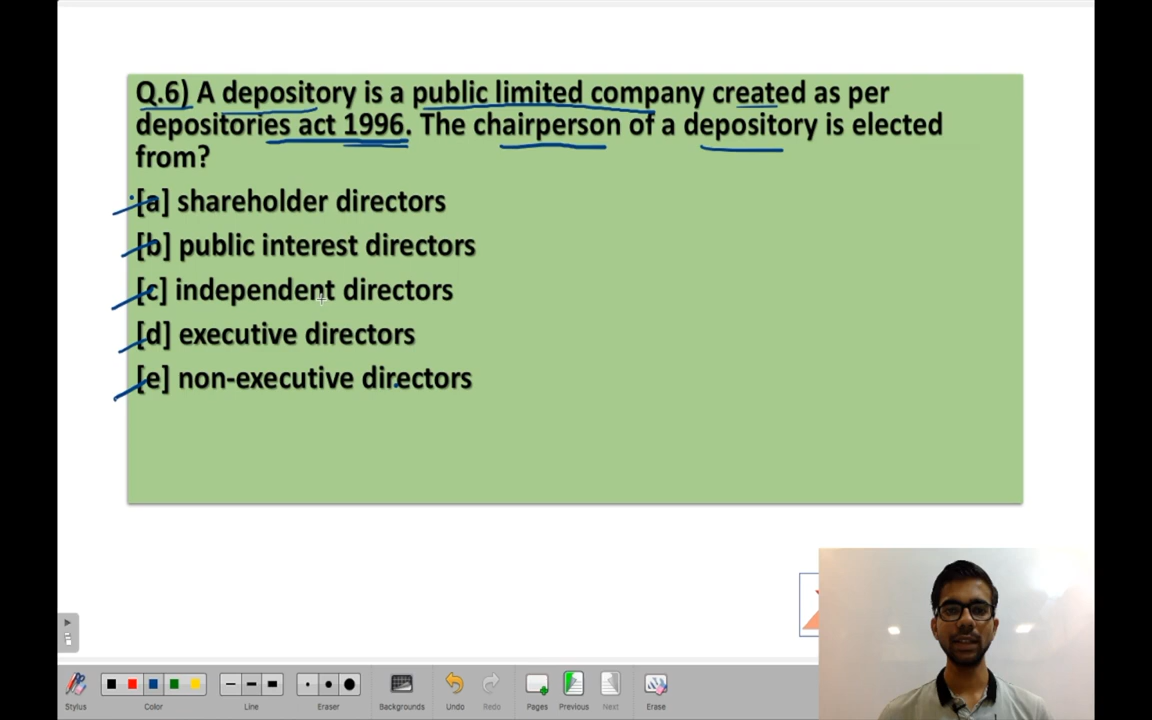 Q.6) A depository is a public limited company created as per
depositories act 1996. The chairperson of a depository is elected
from?
[a] shareholder directors
[b] public interest directors
[c] independent directors
[d] executive directors
[e] non-executive directors
Stylus
Color
Line
Eraser
Backgrounds
Undo
Redo
Pages
Previous
Next
Erase